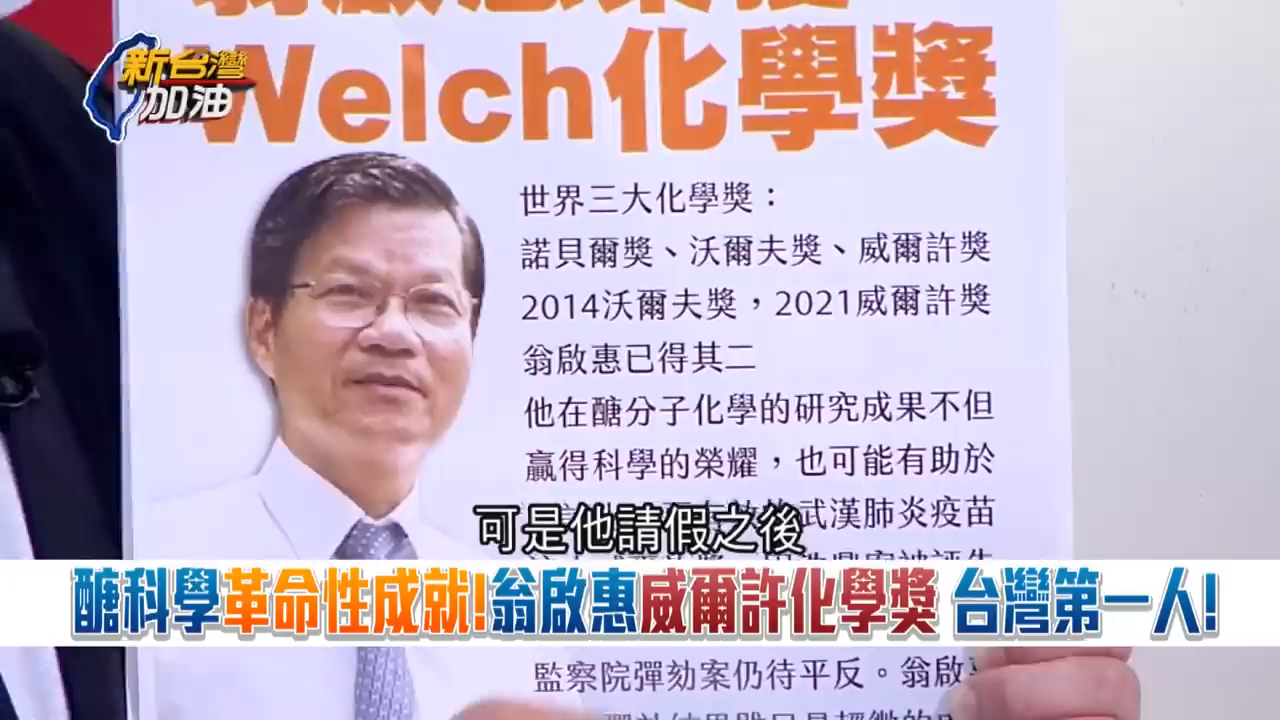 新台灣
加油
翁啟惠榮獲
Welch化學獎
世界三大化學獎：
諾貝爾獎、沃爾夫獎、威爾許獎
2014沃爾夫獎，2021威爾許獎
翁啟惠已得其二
他在醣分子化學的研究成果不但
贏得科學的榮耀，也可能有助於
武漢肺炎疫苗
可是他請假之後
醣科學革命性成就!翁啟惠威爾許化學獎 台灣第一人!
監察院彈劾案仍待平反。翁啟